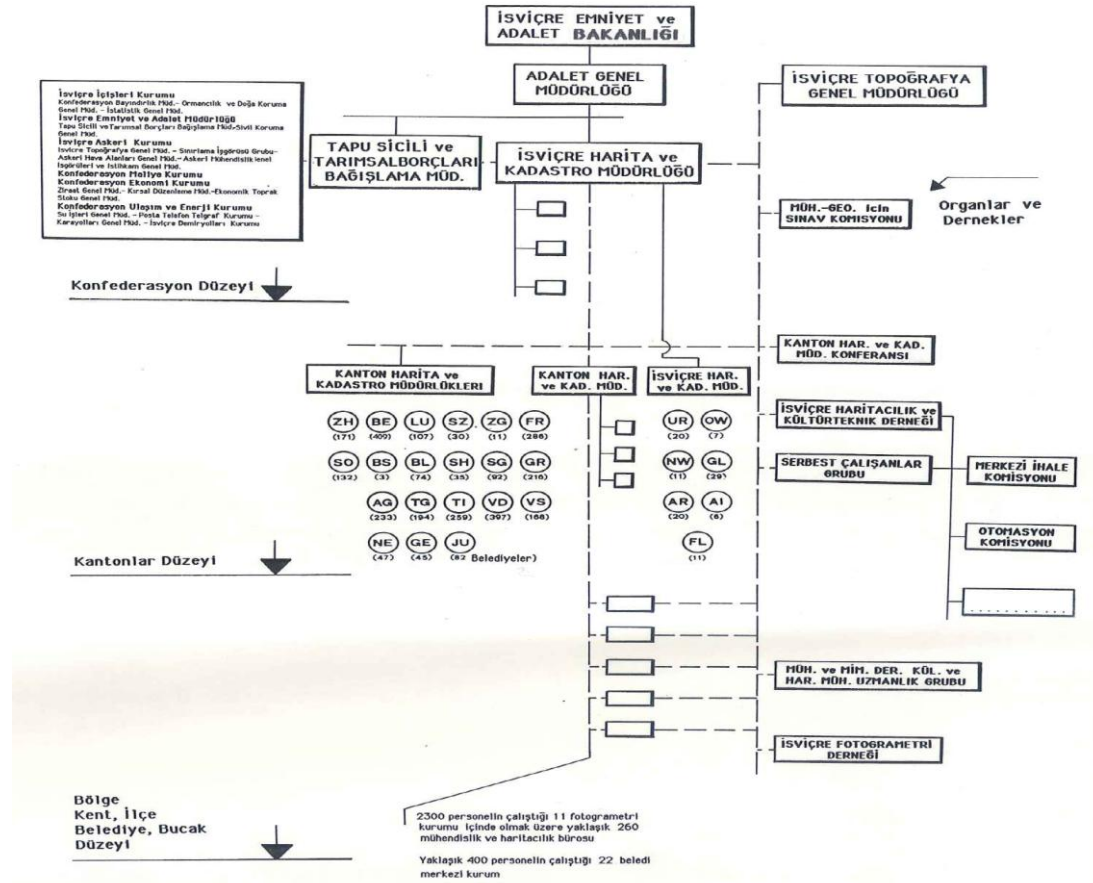 İSVİÇRE EMNİYET ve
ADALET BAKANLIĞI
ADALET GENEL
MÜDÜRLÜĞÜ
İSVİÇRE TOPOĞRAFYA
GENEL MÜDÜRLÜGÜ
İsviçre İçişleri Kurumu
Konfederasyon Bayındırlık Müd.- Ormancılık ve Doğa Koruma
Genel Müd. - İstatistik Genel Müd.
İsviçre Emniyet ve Adalet Müdürlüğü
Tapu Sicili ve Tarımsal Borçları Bağışlama Müd.-Sivil Koruma
Genel Müd.
İsviçre Askeri Kurumu
İsvicre Topoğrafya Genel Müd. - Sınırlama İşgörüsü Grubu-
Askeri Hava Alanları Genel Müd.-Askeri Mühendislik
İşgörüleri ve İstihkam Genel Müd.
Konfederasyon Maliye Kurumu
Konfederasyon Ekonomi Kurumu
Ziraat Genel Müd.- Kırsal Düzenleme Müd.-Ekonomik Toprak
Stoku Genel Müd.
Konfederasyon Ulaşım ve Enerji Kurumu
Su İşleri Genel Müd. - Posta Telefon Telgraf Kurumu -
Karayolları Genel Müd. - İsviçre Demiryolları Kurumu
TAPU SİCİLİ ve
TARIMSALBORÇLARI
BAĞIŞLAMA MÜD.
İSVİÇRE HARİTA ve
KADASTRO MÜDÜRLÜĞÜ
MÜH.-GEO. icin
SINAV KOMISYONU
Organlar ve
Dernekler
Konfederasyon Düzeyi
KANTON HAR. ve KAD.
MÜD. KONFERANSI
KANTON HARİTA ve
KADASTRO MÜDÜRLÜKLERI
KANTON HAR.
ve KAD. MÜD.
İSVİÇRE HAR.
ve KAD. MÜD.
ZH BE LU SZ ZG FR
(171) (409) (107) (30) (11) (286)
SO BS BL SH SG GR
(132) (3) (74) (35) (92) (216)
AG TG TI VD VS
(233) (194) (259) (397) (168)
NE GE JU
(47) (45) (82 Belediyeler)
UR OW
(20) (7)
NW GL
(11) (29)
AR AI
(20) (6)
FL
(11)
İSVİÇRE HARİTACILIK ve
KÜLTÜRTEKNİK DERNEĞİ
SERBEST ÇALIŞANLAR
GRUBU
MERKEZİ İHALE
KOMİSYONU
OTOMASYON
KOMİSYONU
...........
Kantonlar Düzeyi
MÜH. ve MİM. DER. KÜL. ve
HAR. MÜH. UZMANLIK GRUBU
İSVİÇRE FOTOGRAMETRİ
DERNEĞİ
Bölge
Kent, İlçe
Belediye, Bucak
Düzeyi
2300 personelin çalıştığı 11 fotogrametri
kurumu içinde olmak üzere yaklaşık 260
mühendislik ve haritacılık bürosu
Yaklaşık 400 personelin çalıştığı 22 beledi
merkezi kurum